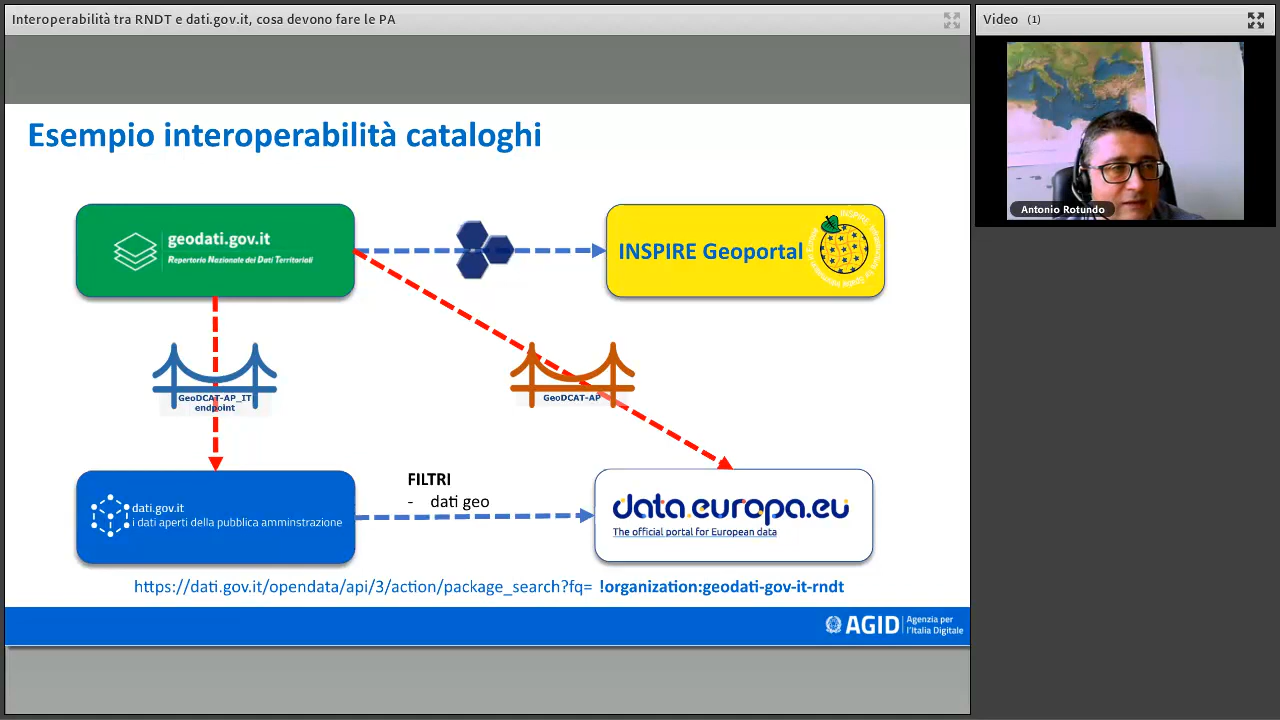 Interoperabilità tra RNDT e dati.gov.it, cosa devono fare le PA
Video (1)
Antonio Rotundo
Esempio interoperabilità cataloghi
geodati.gov.it
Repertorio Nazionale dei Dati Territoriali
INSPIRE Geoportal
GeoDCAT-AP_IT
endpoint
GeoDCAT-AP
dati.gov.it
i dati aperti della pubblica amminstrazione
FILTRI
- dati geo
data.europa.eu
The official portal for European data
https://dati.gov.it/opendata/api/3/action/package_search?fq= !organization:geodati-gov-it-rndt
AGID
Agenzia per
l'Italia Digitale